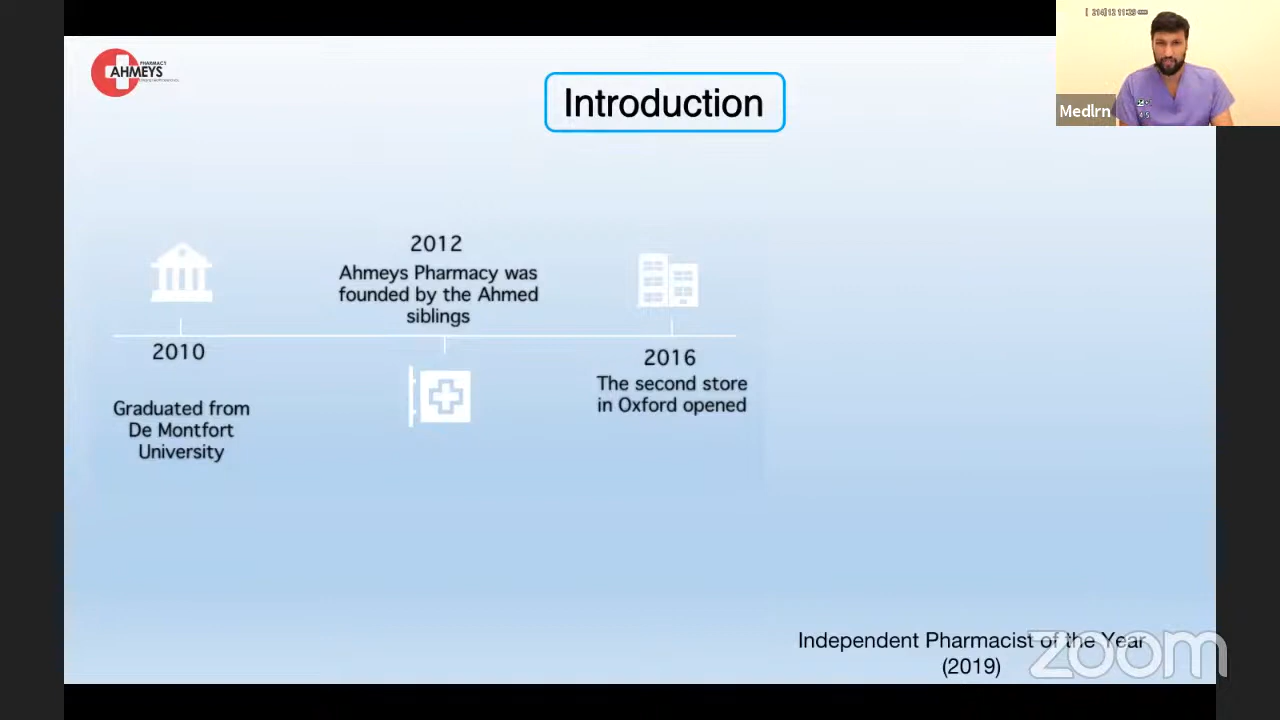 PHARMACY
AHMEYS
Introduction
Medlrn
2012
Ahmeys Pharmacy was
founded by the Ahmed
siblings
2010
Graduated from
De Montfort
University
2016
The second store
in Oxford opened
Independent Pharmacist of the Year
(2019)
zoom